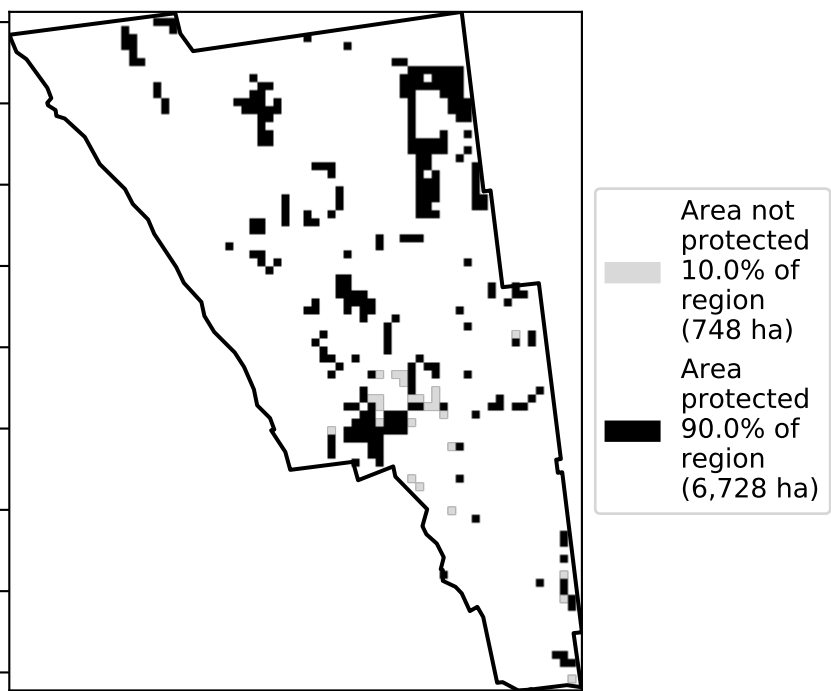 Area not
protected
10.0% of
region
(748 ha)
Area
protected
90.0% of
region
(6,728 ha)